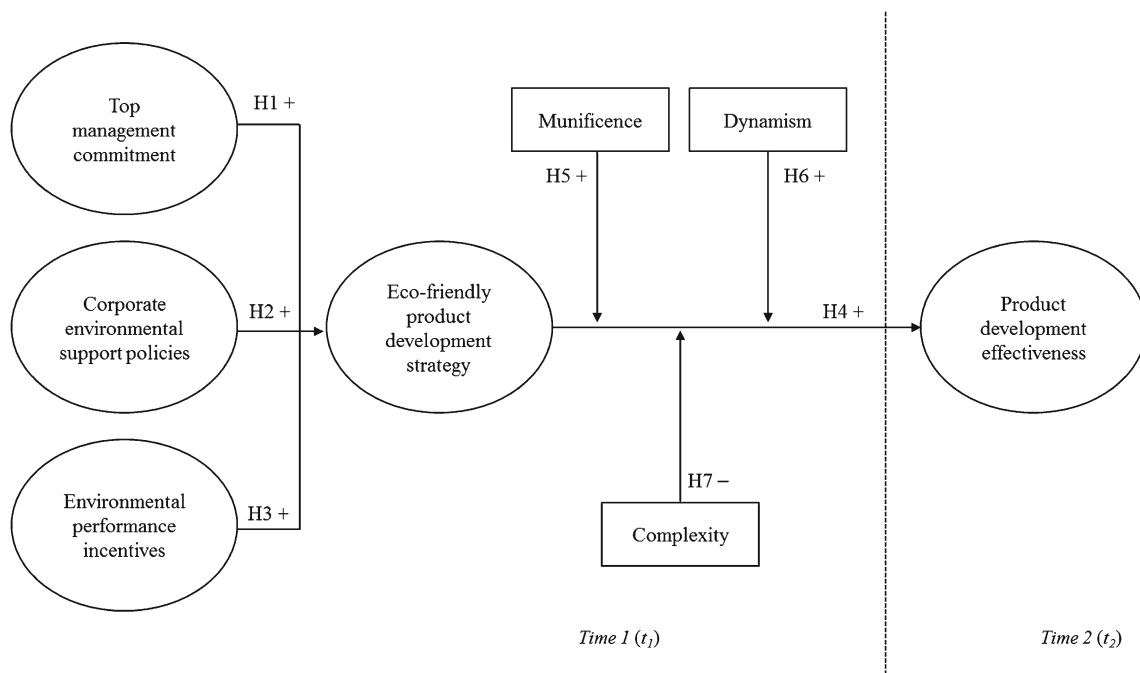 H1 +
Top
management
commitment
Munificence
Dynamism
H5 +
H6 +
Corporate
environmental
support policies
H2 +
Eco-friendly
product
development
strategy
H4 +
Product
development
effectiveness
H7 –
Environmental
performance
incentives
H3 +
Complexity
Time 1 (t₁)
Time 2 (t₂)